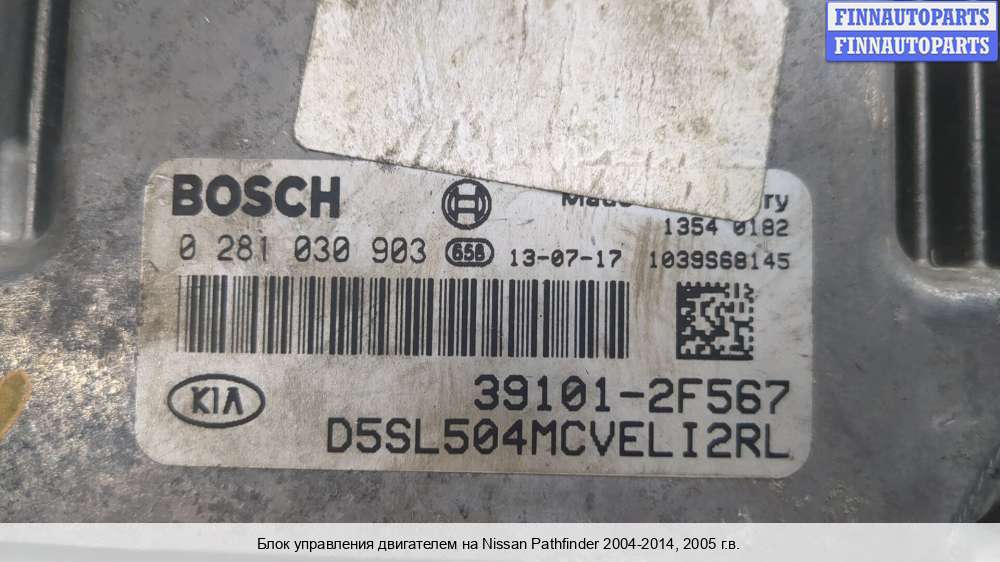 FINNAUTOPARTS
FINNAUTOPARTS
BOSCH
1354 0182
0 281 030 903 658 13-07-17 1039S68145
KIA
39101-2F567
D5SL504MCVELI2RL
Блок управления двигателем на Nissan Pathfinder 2004-2014, 2005 г.в.